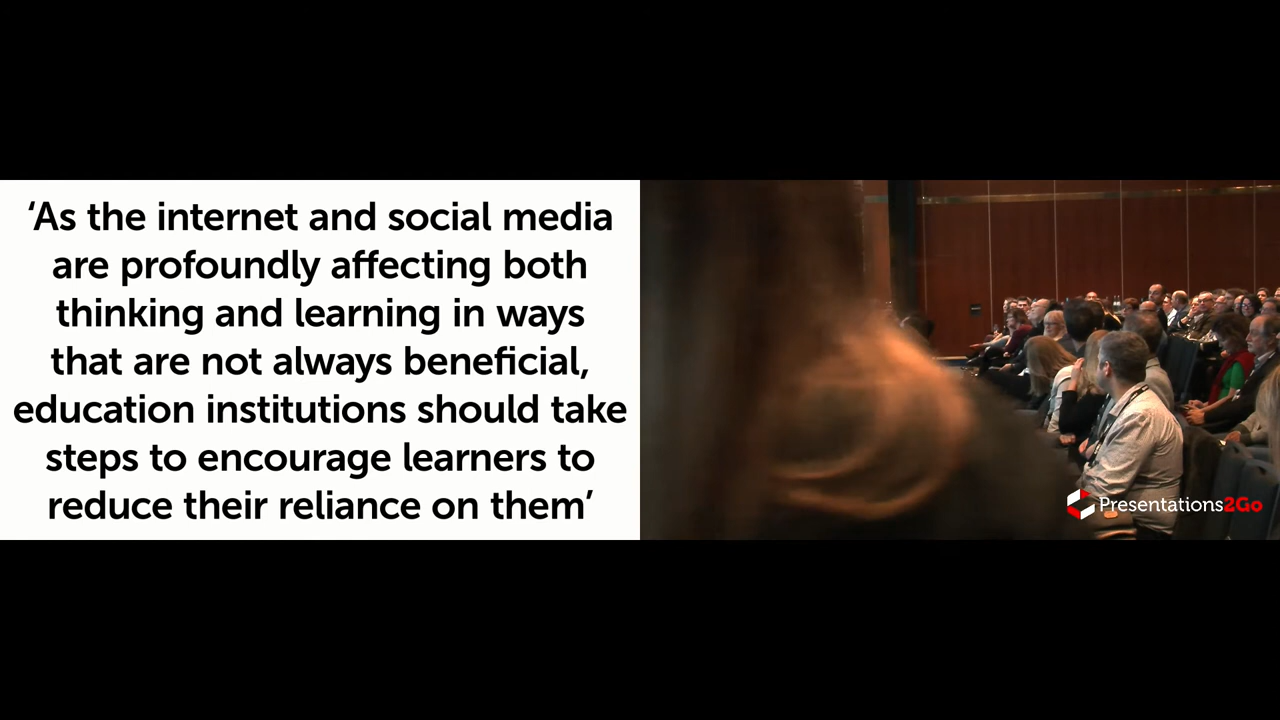 ‘As the internet and social media
are profoundly affecting both
thinking and learning in ways
that are not always beneficial,
education institutions should take
steps to encourage learners to
reduce their reliance on them’
Presentations2Go